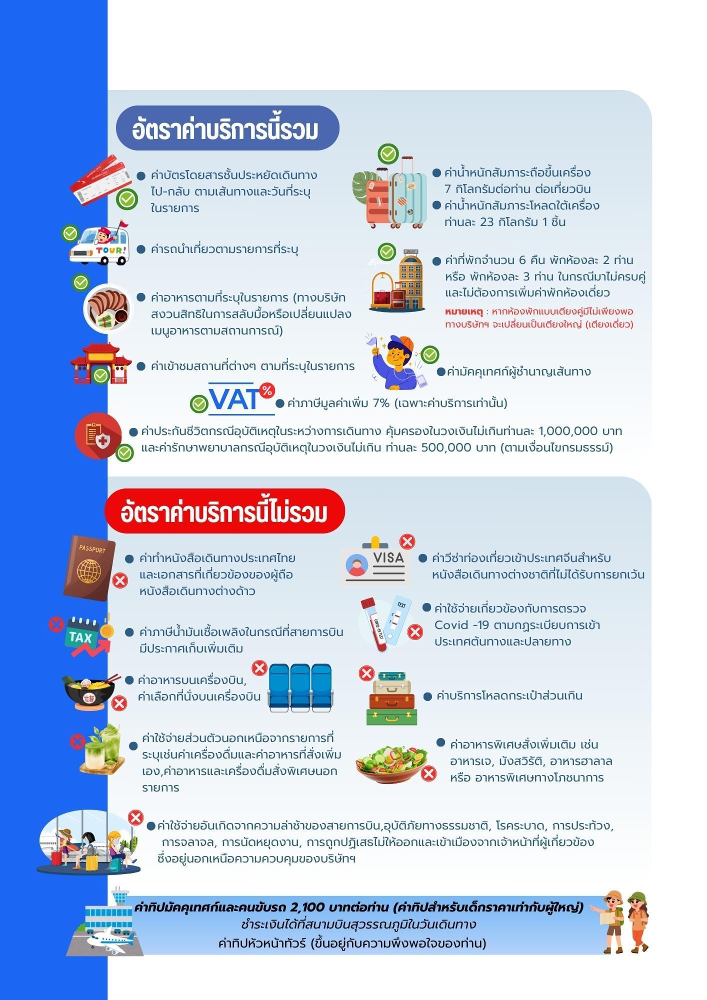 อัตราค่าบริการนี้รวม
BOARDING PASS
BOARDING PASS
ค่าบัตรโดยสารชั้นประหยัดเดินทาง
ไป-กลับ ตามเส้นทางและวันที่ระบุ
ในรายการ
TOUR!
ค่ารถนำเที่ยวตามรายการที่ระบุ
ค่าอาหารตามที่ระบุในรายการ (ทางบริษัท
สงวนสิทธิในการสลับมื้อหรือเปลี่ยนแปลง
เมนูอาหารตามสถานการณ์)
ค่าเข้าชมสถานที่ต่างๆ ตามที่ระบุในรายการ
ค่าน้ำหนักสัมภาระถือขึ้นเครื่อง
7 กิโลกรัมต่อท่าน ต่อเที่ยวบิน
ค่าน้ำหนักสัมภาระโหลดใต้เครื่อง
ท่านละ 23 กิโลกรัม 1 ชิ้น
Hotel
Hotel
ค่าที่พักจำนวน 6 คืน พักห้องละ 2 ท่าน
หรือ พักห้องละ 3 ท่าน ในกรณีมาไม่ครบคู่
และไม่ต้องการเพิ่มค่าพักห้องเดี่ยว
หมายเหตุ : หากห้องพักแบบเตียงคู่มีไม่เพียงพอ
ทางบริษัทฯ จะเปลี่ยนเป็นเตียงใหญ่ (เตียงเดี่ยว)
ค่ามัคคุเทศก์ผู้ชำนาญเส้นทาง
VAT %
ค่าภาษีมูลค่าเพิ่ม 7% (เฉพาะค่าบริการเท่านั้น)
ค่าประกันชีวิตกรณีอุบัติเหตุในระหว่างการเดินทาง คุ้มครองในวงเงินไม่เกินท่านละ 1,000,000 บาท
และค่ารักษาพยาบาลกรณีอุบัติเหตุในวงเงินไม่เกิน ท่านละ 500,000 บาท (ตามเงื่อนไขกรมธรรม์)
อัตราค่าบริการนี้ไม่รวม
PASSPORT
ค่าทำหนังสือเดินทางประเทศไทย
และเอกสารที่เกี่ยวข้องของผู้ถือ
หนังสือเดินทางต่างด้าว
TAX
ค่าภาษีน้ำมันเชื้อเพลิงในกรณีที่สายการบิน
มีประกาศเก็บเพิ่มเติม
ค่าอาหารบนเครื่องบิน,
ค่าเลือกที่นั่งบนเครื่องบิน
ค่าใช้จ่ายส่วนตัวนอกเหนือจากรายการที่
ระบุเช่นค่าเครื่องดื่มและค่าอาหารที่สั่งเพิ่ม
เอง,ค่าอาหารและเครื่องดื่มสั่งพิเศษนอก
รายการ
VISA
ค่าวีซ่าท่องเที่ยวเข้าประเทศจีนสำหรับ
หนังสือเดินทางต่างชาติที่ไม่ได้รับการยกเว้น
COVID-19 TEST
TEST
C
T
ค่าใช้จ่ายเกี่ยวข้องกับการตรวจ
Covid -19 ตามกฏระเบียบการเข้า
ประเทศต้นทางและปลายทาง
ค่าบริการโหลดกระเป๋าส่วนเกิน
ค่าอาหารพิเศษสั่งเพิ่มเติม เช่น
อาหารเจ, มังสวิรัติ, อาหารฮาลาล
หรือ อาหารพิเศษทางโภชนาการ
ค่าใช้จ่ายอันเกิดจากความล่าช้าของสายการบิน,อุบัติภัยทางธรรมชาติ, โรคระบาด, การประท้วง,
การจลาจล, การนัดหยุดงาน, การถูกปฏิเสธไม่ให้ออกและเข้าเมืองจากเจ้าหน้าที่ผู้เกี่ยวข้อง
ซึ่งอยู่นอกเหนือความควบคุมของบริษัทฯ
ค่าทิปมัคคุเทศก์และคนขับรถ 2,100 บาทต่อท่าน (ค่าทิปสำหรับเด็กราคาเท่ากับผู้ใหญ่)
ชำระเงินได้ที่สนามบินสุวรรณภูมิในวันเดินทาง
ค่าทิปหัวหน้าทัวร์ (ขึ้นอยู่กับความพึงพอใจของท่าน)